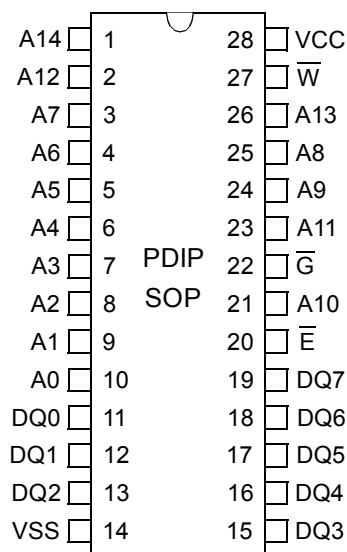 A14 1 28 VCC
A12 2 27 W̅
A7 3 26 A13
A6 4 25 A8
A5 5 24 A9
A4 6 23 A11
A3 7 PDIP 22 G̅
A2 8 SOP 21 A10
A1 9 20 E̅
A0 10 19 DQ7
DQ0 11 18 DQ6
DQ1 12 17 DQ5
DQ2 13 16 DQ4
VSS 14 15 DQ3